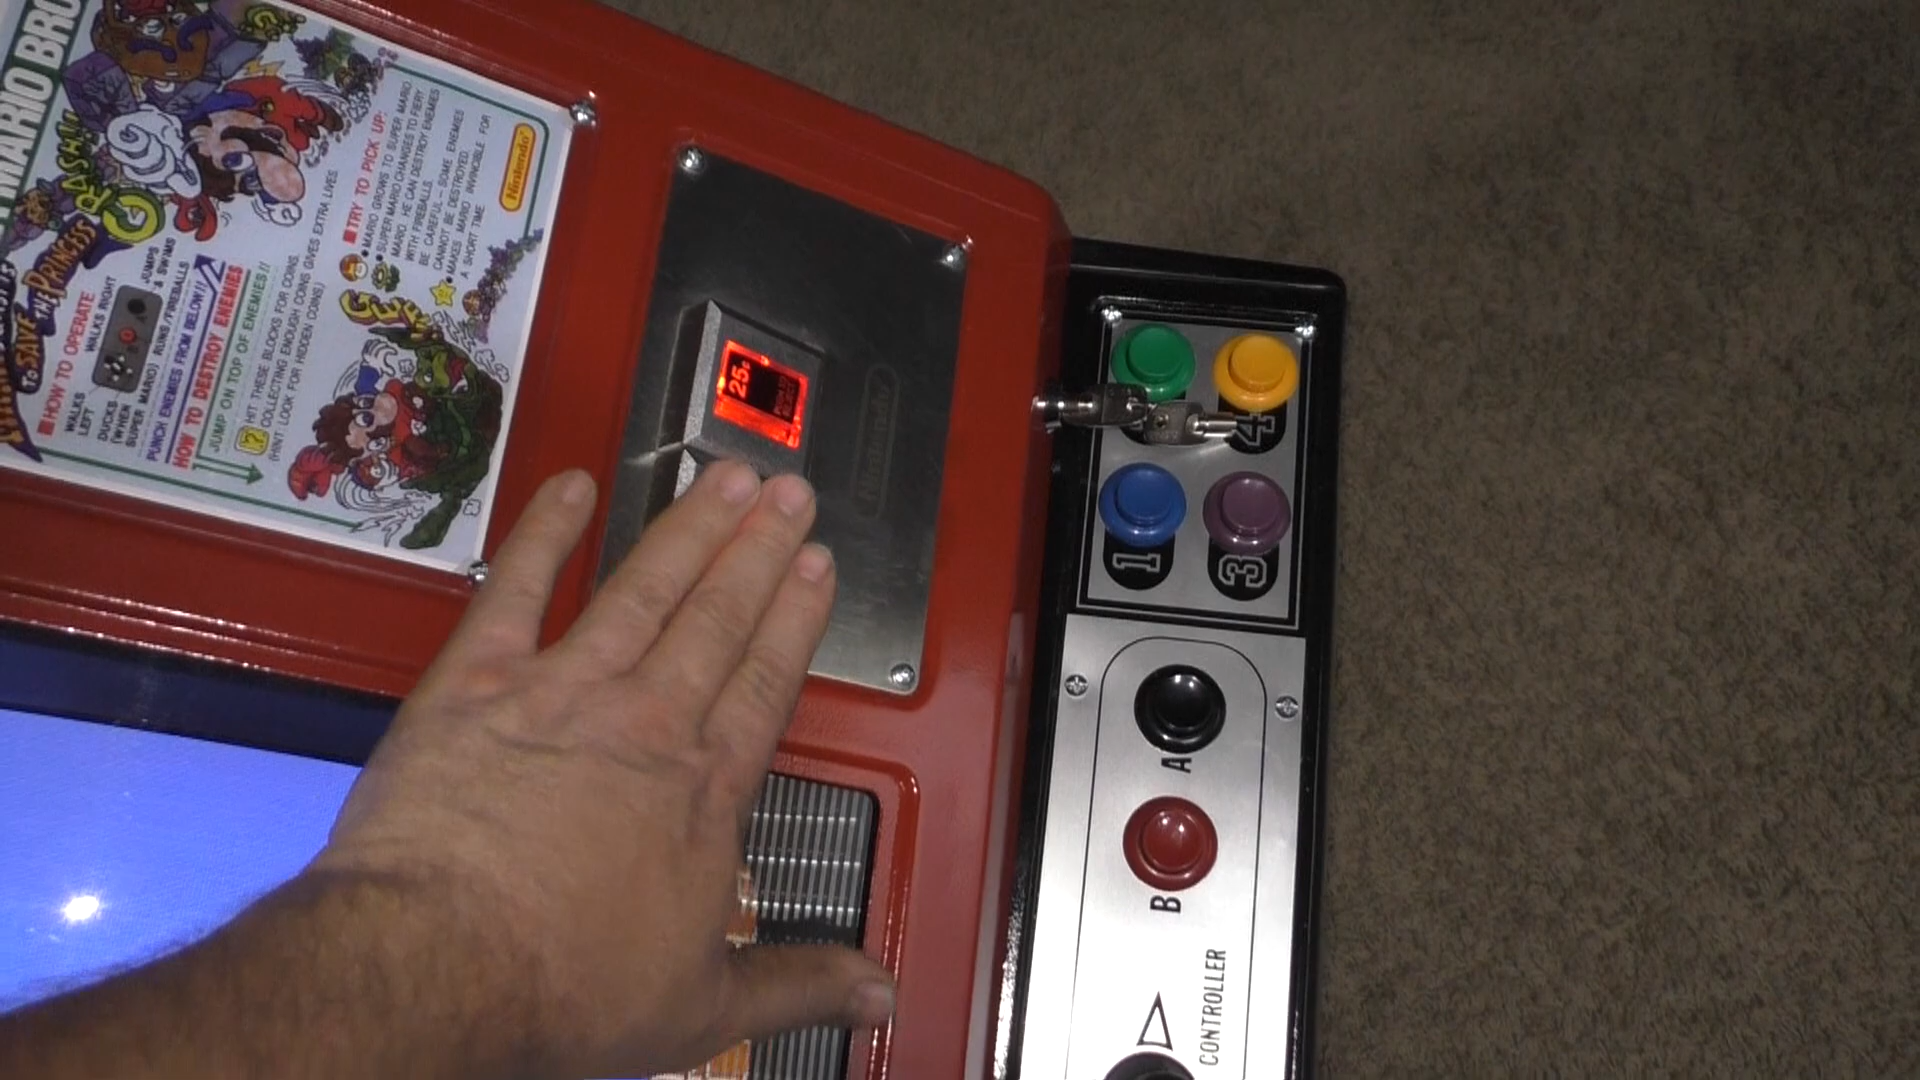 MARIO BRO
TO SAVE THE PRINCESS
■HOW TO OPERATE
WALKS
LEFT
WALKS RIGHT
JUMPS
& SWIMS
DUCKS
(WHEN
SUPER MARIO)
RUNS/FIREBALLS
PUNCH ENEMIES FROM BELOW!!
HOW TO DESTROY ENEMIES
JUMP ON TOP OF ENEMIES!!
? HIT THESE BLOCKS FOR COINS.
COLLECTING ENOUGH COINS GIVES EXTRA LIVES.
(HINT LOOK FOR HIDDEN COINS)
■TRY TO PICK UP:
● MARIO GROWS TO SUPER MARIO
● SUPER MARIO CHANGES TO FIERY
MARIO HE CAN DESTROY ENEMIES
WITH FIREBALLS.
BE CAREFUL – SOME ENEMIES
CANNOT BE DESTROYED.
● MAKES MARIO INVINCIBLE FOR
A SHORT TIME
Nintendo
25¢
Nintendo
4
1
3
A
B
CONTROLLER